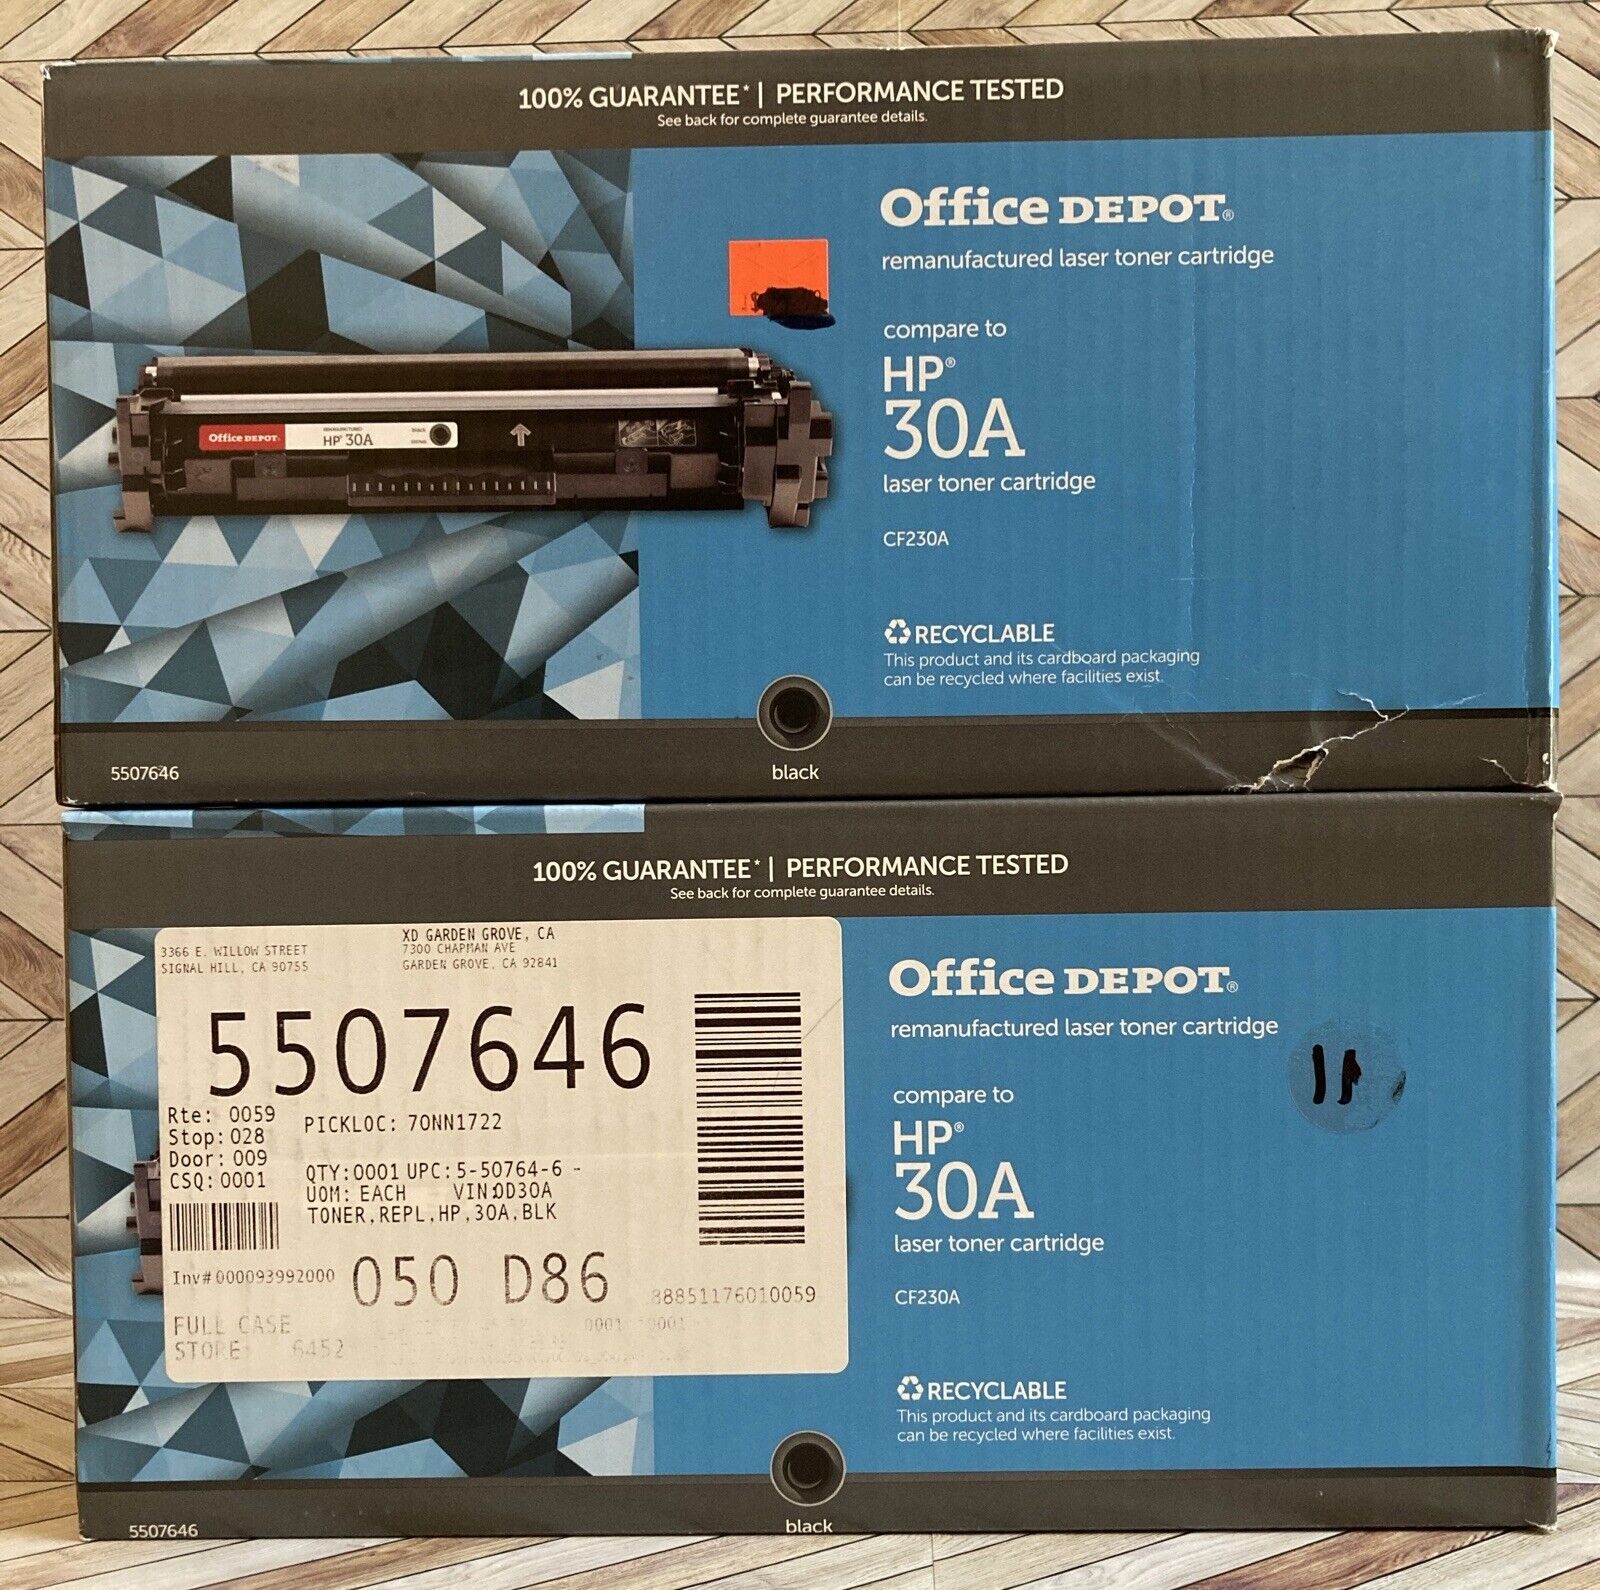 100% GUARANTEE* | PERFORMANCE TESTED
See back for complete guarantee details.
Office DEPOT®
remanufactured laser toner cartridge
compare to
HP®
30A
laser toner cartridge
CF230A
Office DEPOT.
REMANUFACTURED
HP® 30A
black
RECYCLABLE
This product and its cardboard packaging
can be recycled where facilities exist.
black
5507646
100% GUARANTEE* | PERFORMANCE TESTED
See back for complete guarantee details.
3366 E. WILLOW STREET
SIGNAL HILL, CA 90755
XD GARDEN GROVE, CA
7300 CHAPMAN AVE
GARDEN GROVE, CA 92841
5507646
Rte: 0059
Stop: 028
Door: 009
CSQ: 0001
PICKLOC: 70NN1722
QTY:0001 UPC:5-50764-6 -
UOM: EACH VIN:OD30A
TONER,REPL,HP,30A,BLK
Inv#000093992000
050 D86
88851176010059
FULL CASE
0001 0001
STORE: 6452
Office DEPOT®
remanufactured laser toner cartridge
11
compare to
HP®
30A
laser toner cartridge
CF230A
RECYCLABLE
This product and its cardboard packaging
can be recycled where facilities exist.
black
5507646